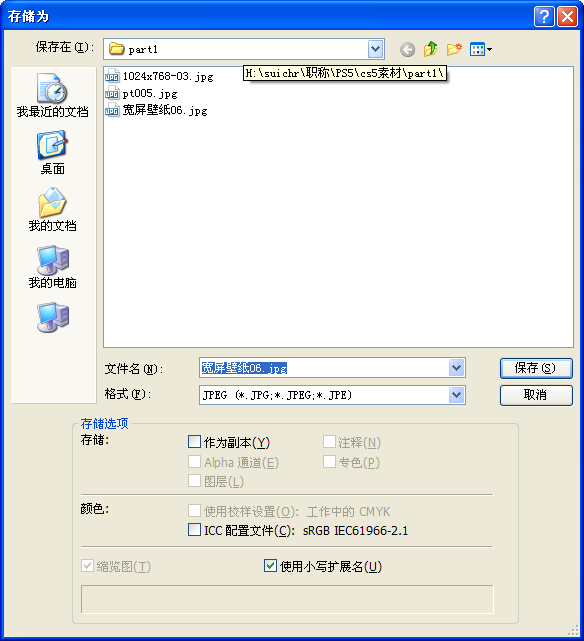 存储为
保存在(I):
part1
H:\suichr\职称\PS5\cs5素材\part1\
1024x768-03.jpg
pt005.jpg
宽屏壁纸06.jpg
我最近的文档
桌面
我的文档
我的电脑
文件名(N):
宽屏壁纸06.jpg
保存(S)
格式(F):
JPEG (*.JPG;*.JPEG;*.JPE)
取消
存储选项
存储:
作为副本(Y)
注释(N)
Alpha 通道(E)
专色(P)
图层(L)
颜色:
使用校样设置(O): 工作中的 CMYK
ICC 配置文件(C): sRGB IEC61966-2.1
缩览图(T)
使用小写扩展名(U)